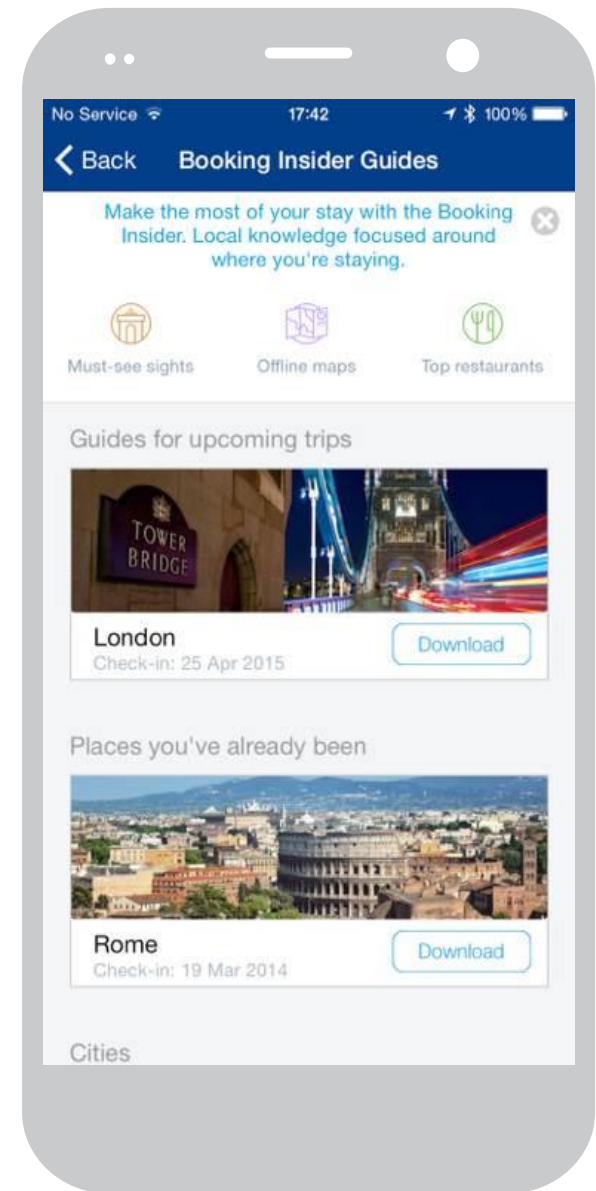 No Service 17:42 100%
Back Booking Insider Guides
Make the most of your stay with the Booking
Insider. Local knowledge focused around
where you're staying.
Must-see sights Offline maps Top restaurants
Guides for upcoming trips
TOWER
BRIDGE
London
Check-in: 25 Apr 2015
Download
Places you've already been
Rome
Check-in: 19 Mar 2014
Download
Cities